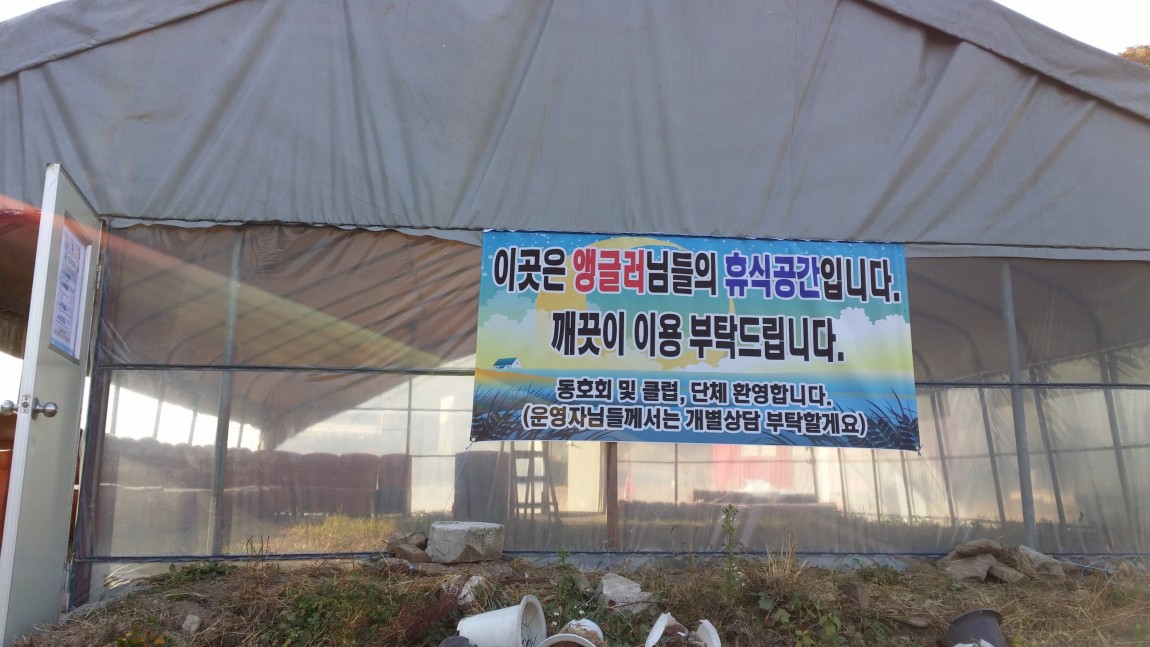 이곳은 앵글러님들의 휴식공간입니다.
깨끗이 이용 부탁드립니다.
동호회 및 클럽, 단체 환영합니다.
(운영자님들께서는 개별상담 부탁할게요)